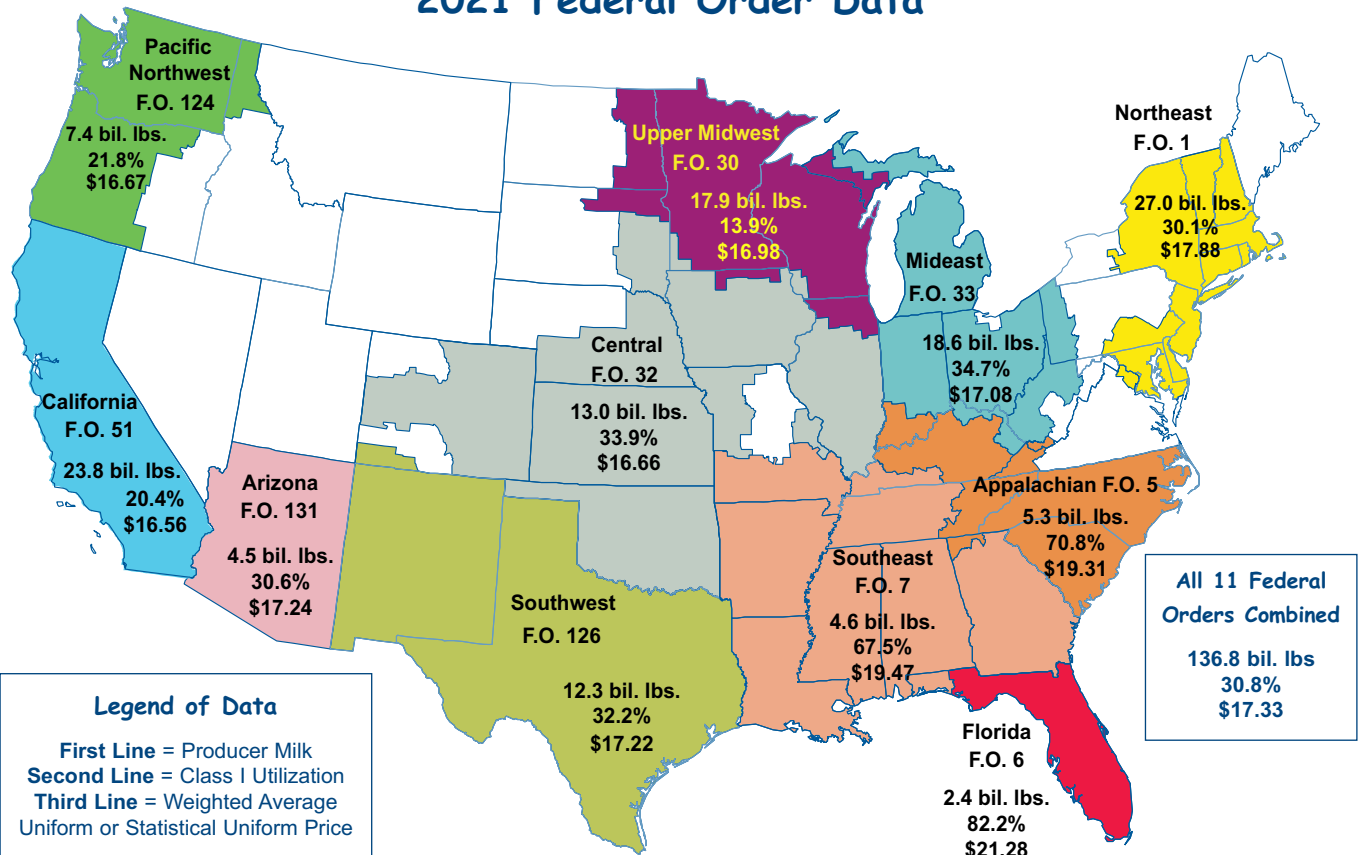 2021 Federal Order Data
Pacific
Northwest
F.O. 124
7.4 bil. lbs.
21.8%
$16.67
Upper Midwest
F.O. 30
17.9 bil. lbs.
13.9%
$16.98
Northeast
F.O. 1
27.0 bil. lbs.
30.1%
$17.88
Mideast
F.O. 33
18.6 bil. lbs.
34.7%
$17.08
Central
F.O. 32
13.0 bil. lbs.
33.9%
$16.66
California
F.O. 51
23.8 bil. lbs.
20.4%
$16.56
Arizona
F.O. 131
4.5 bil. lbs.
30.6%
$17.24
Appalachian F.O. 5
5.3 bil. lbs.
70.8%
$19.31
Southeast
F.O. 7
4.6 bil. lbs.
67.5%
$19.47
Southwest
F.O. 126
12.3 bil. lbs.
32.2%
$17.22
Florida
F.O. 6
2.4 bil. lbs.
82.2%
$21.28
All 11 Federal
Orders Combined
136.8 bil. lbs
30.8%
$17.33
Legend of Data
First Line = Producer Milk
Second Line = Class I Utilization
Third Line = Weighted Average
Uniform or Statistical Uniform Price